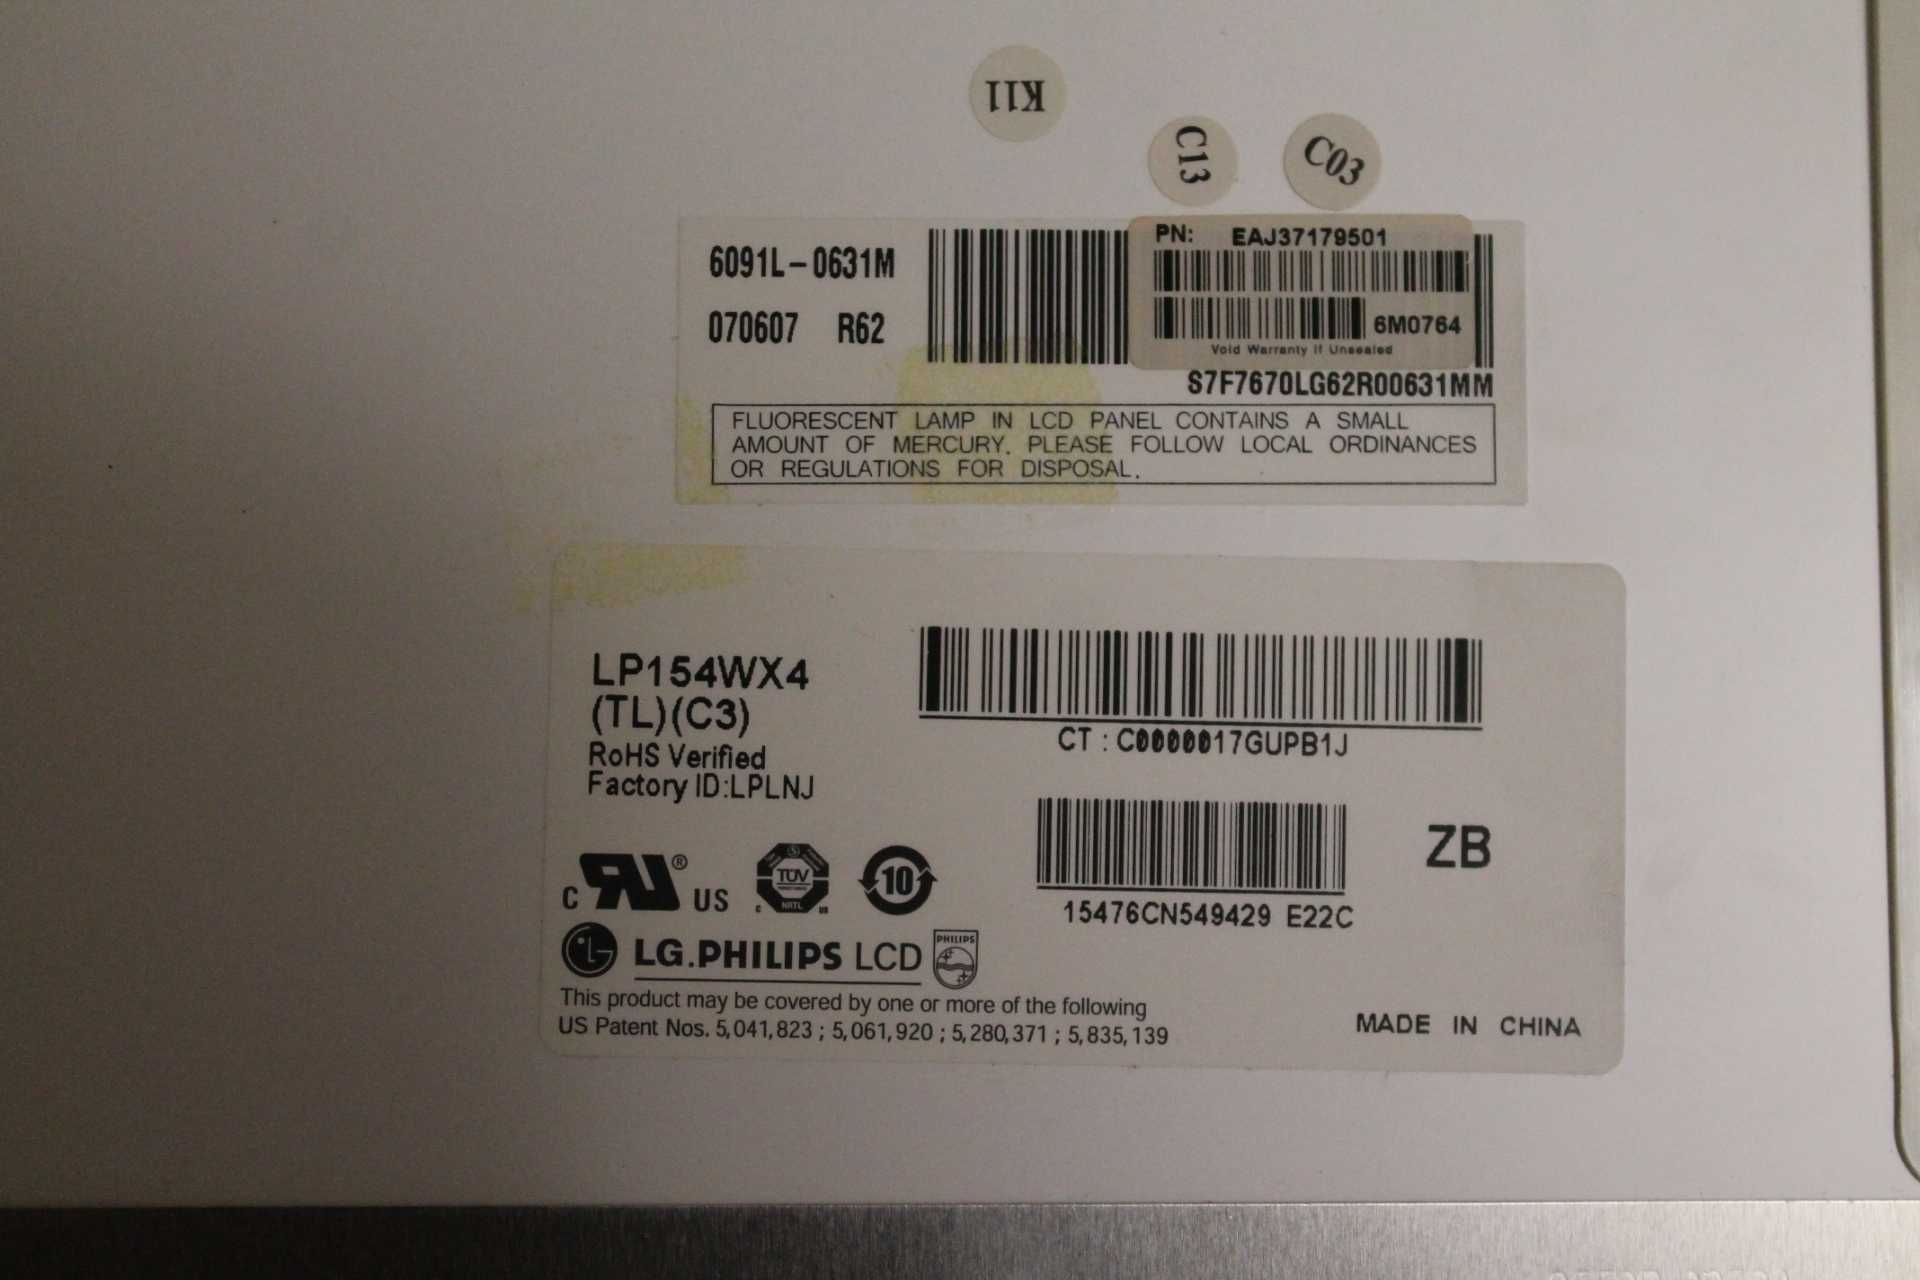 K11
C13
C03
6091L-0631M
PN: EAJ37179501
070607 R62
6M0764
Void Warranty If Unsealed
S7F7670LG62R00631MM
FLUORESCENT LAMP IN LCD PANEL CONTAINS A SMALL
AMOUNT OF MERCURY. PLEASE FOLLOW LOCAL ORDINANCES
OR REGULATIONS FOR DISPOSAL.
LP154WX4
(TL)(C3)
RoHS Verified
Factory ID:LPLNJ
CT : C0000017GUPB1J
ZB
15476CN549429 E22C
C RU ® US
TÜV
NRTL
C US
10
LG.PHILIPS LCD
PHILIPS
This product may be covered by one or more of the following
US Patent Nos. 5,041,823 ; 5,061,920 ; 5,280,371 ; 5,835,139
MADE IN CHINA